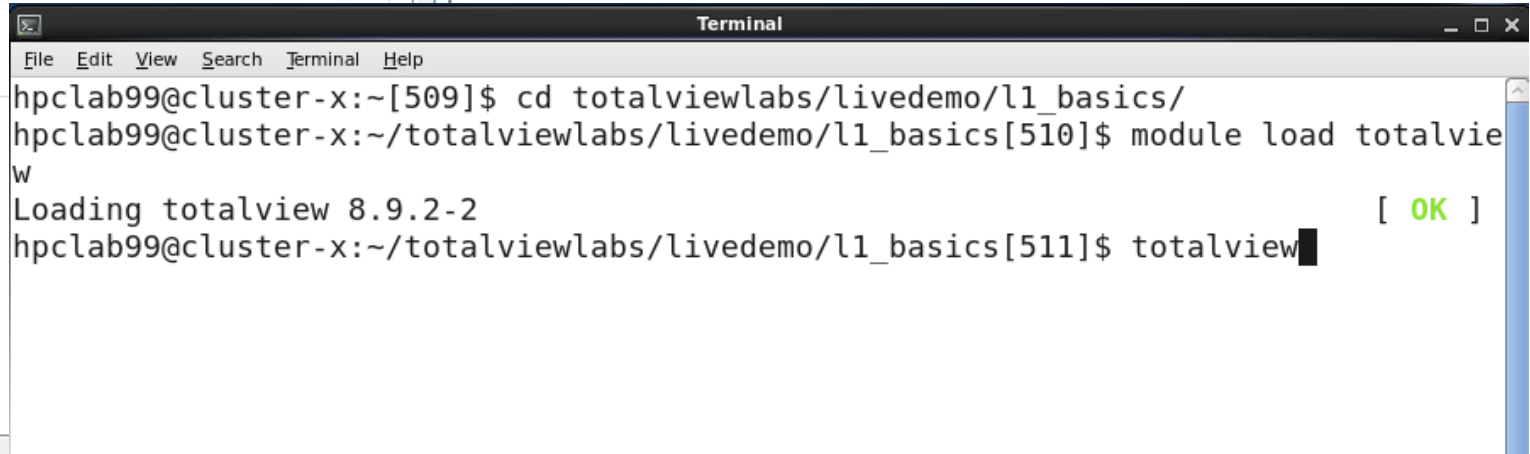 Terminal
File Edit View Search Terminal Help
hpclab99@cluster-x:~[509]$ cd totalviewlabs/livedemo/l1_basics/
hpclab99@cluster-x:~/totalviewlabs/livedemo/l1_basics[510]$ module load totalvie
w
Loading totalview 8.9.2-2 [ OK ]
hpclab99@cluster-x:~/totalviewlabs/livedemo/l1_basics[511]$ totalview